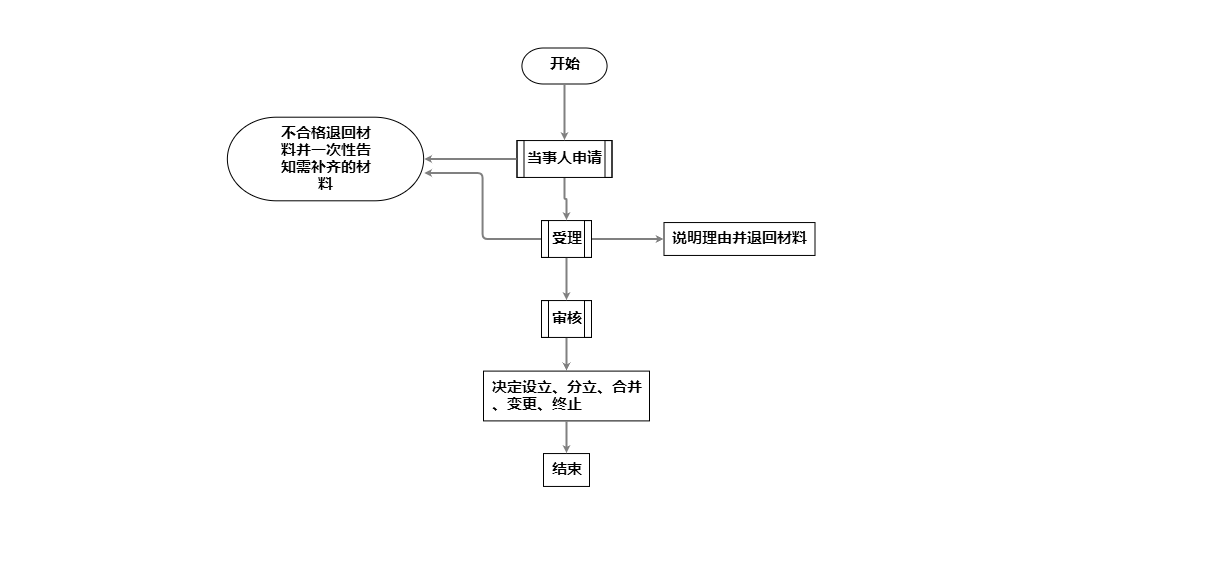 开始
不合格退回材
料并一次性告
知需补齐的材
料
当事人申请
受理
说明理由并退回材料
审核
决定设立、分立、合并
、变更、终止
结束